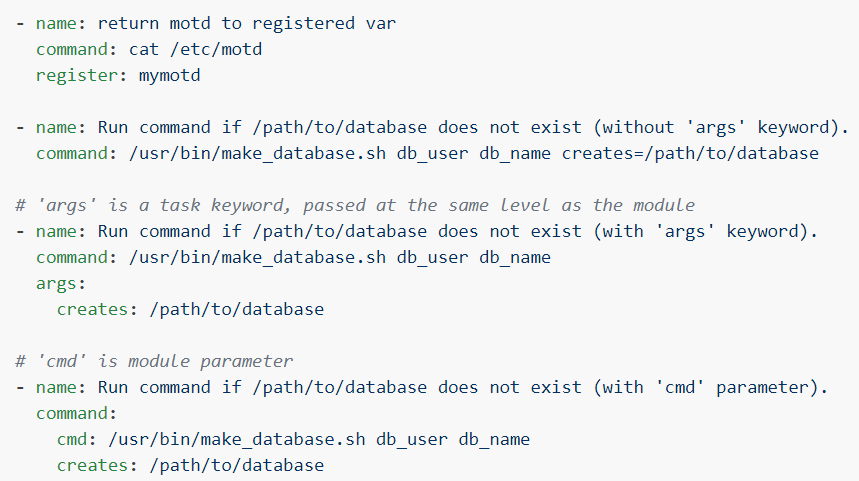 - name: return motd to registered var
  command: cat /etc/motd
  register: mymotd

- name: Run command if /path/to/database does not exist (without 'args' keyword).
  command: /usr/bin/make_database.sh db_user db_name creates=/path/to/database

# 'args' is a task keyword, passed at the same level as the module
- name: Run command if /path/to/database does not exist (with 'args' keyword).
  command: /usr/bin/make_database.sh db_user db_name
  args:
    creates: /path/to/database

# 'cmd' is module parameter
- name: Run command if /path/to/database does not exist (with 'cmd' parameter).
  command:
    cmd: /usr/bin/make_database.sh db_user db_name
    creates: /path/to/database